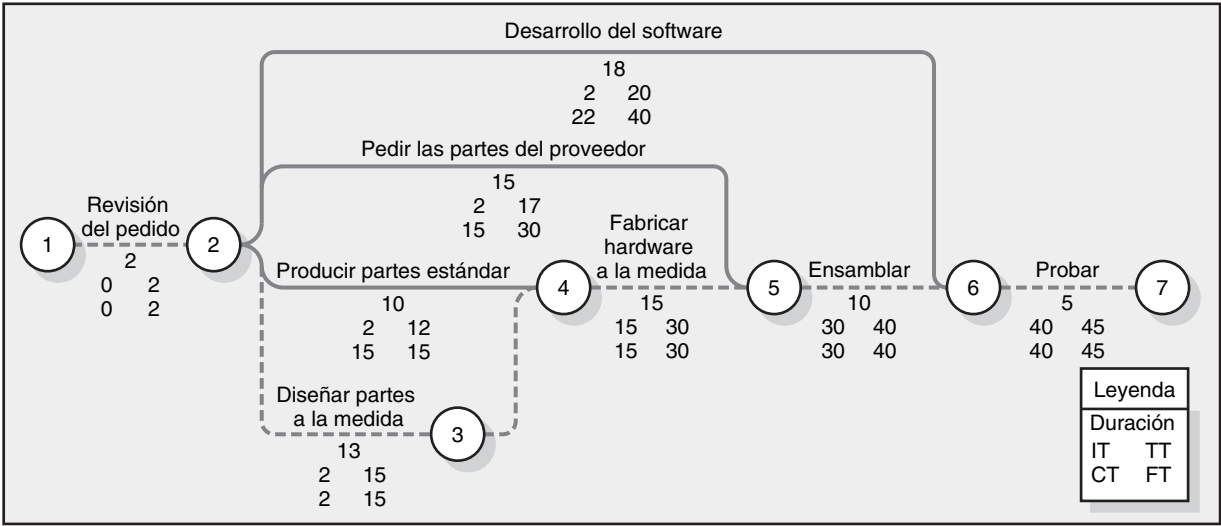 Desarrollo del software
18
2 20
22 40
Pedir las partes del proveedor
15
2 17
15 30
Revisión
del pedido
1
2
2
0 2
0 2
Producir partes estándar
10
2 12
15 15
4
Fabricar
hardware
a la medida
15
15 30
15 30
5
Ensamblar
10
30 40
30 40
6
Probar
5
40 45
40 45
7
Diseñar partes
a la medida
13
2 15
2 15
3
Leyenda
Duración
IT TT
CT FT